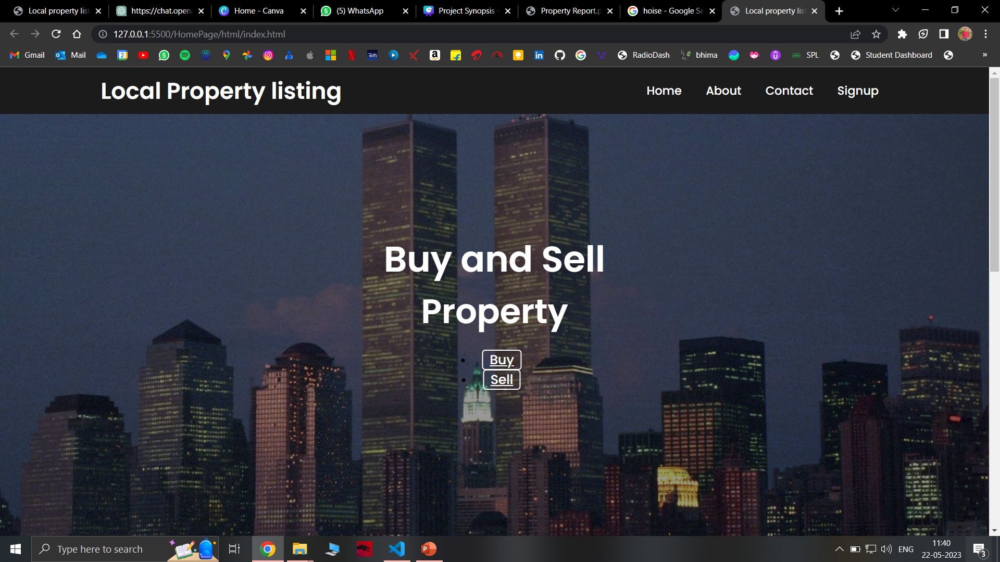 Local property list
https://chat.opena
Home - Canva
(5) WhatsApp
Project Synopsis -
Property Report.p
hoise - Google Se
Local property list
127.0.0.1:5500/HomePage/html/index.html
Gmail
Mail
RadioDash
bhima
SPL
Student Dashboard
»
Local Property listing
Home
About
Contact
Signup
Buy and Sell
Property
Buy
Sell
Type here to search
ENG
11:40
22-05-2023
3